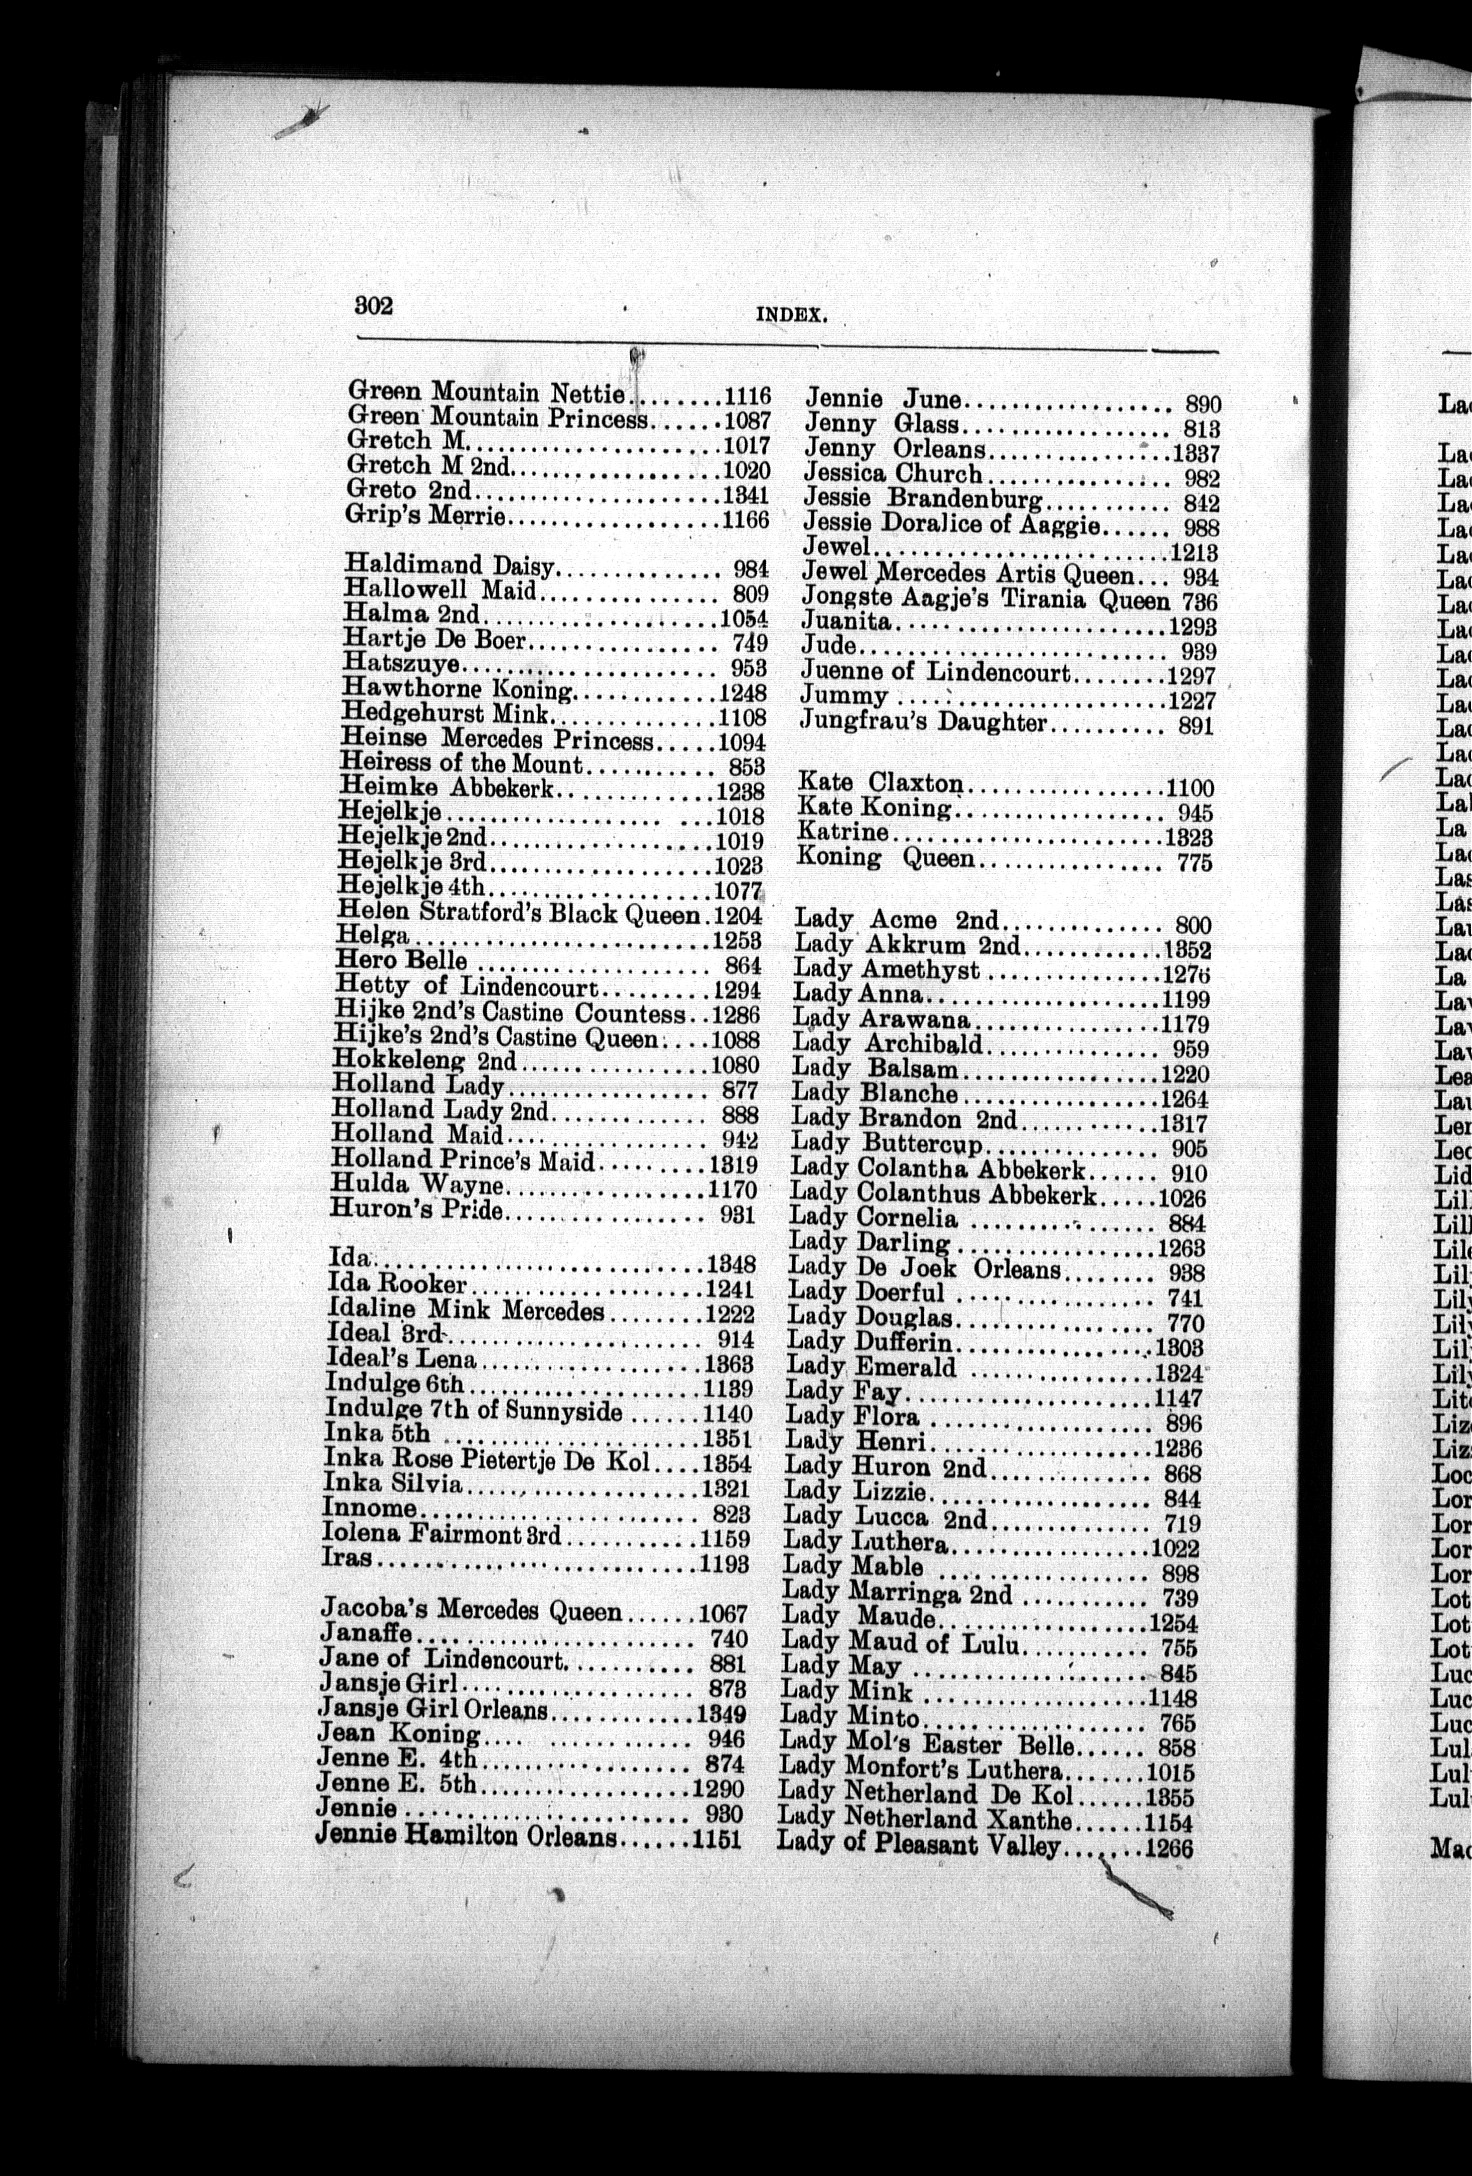 302
INDEX.
Green Mountain Nettie........1116
Green Mountain Princess......1087
Gretch M.....................1017
Gretch M 2nd.................1020
Greto 2nd....................1341
Grip's Merrie..................1166
Haldimand Daisy.............. 984
Hallowell Maid............... 809
Halma 2nd...................1054
Hartje De Boer................ 749
Hatszuye..................... 953
Hawthorne Koning............1248
Hedgehurst Mink..............1108
Heinse Mercedes Princess.....1094
Heiress of the Mount........... 853
Heimke Abbekerk.............1238
Hejelkje.....................1018
Hejelkje 2nd..................1019
Hejelkje 3rd...................1023
Hejelkje 4th...................1077
Helen Stratford's Black Queen.1204
Helga........................1253
Hero Belle ................... 864
Hetty of Lindencourt.........1294
Hijke 2nd's Castine Countess..1286
Hijke's 2nd's Castine Queen....1088
Hokkeleng 2nd................1080
Holland Lady................. 877
Holland Lady 2nd............. 888
Holland Maid................. 942
Holland Prince's Maid.........1319
Hulda Wayne.................1170
Huron's Pride................. 931
Ida...........................1348
Ida Rooker...................1241
Idaline Mink Mercedes........1222
Ideal 3rd..................... 914
Ideal's Lena..................1363
Indulge 6th...................1139
Indulge 7th of Sunnyside ......1140
Inka 5th .....................1351
Inka Rose Pietertje De Kol....1354
Inka Silvia...................1321
Innome....................... 823
Iolena Fairmont 3rd...........1159
Iras..........................1193
Jacoba's Mercedes Queen......1067
Janaffe....................... 740
Jane of Lindencourt........... 881
Jansje Girl................... 873
Jansje Girl Orleans............1349
Jean Koning.... ............ 946
Jenne E. 4th.................. 874
Jenne E. 5th.................1290
Jennie ....................... 930
Jennie Hamilton Orleans......1151
Jennie June................. 890
Jenny Glass................. 813
Jenny Orleans...............1337
Jessica Church............... 982
Jessie Brandenburg........... 842
Jessie Doralice of Aaggie...... 988
Jewel........................1213
Jewel Mercedes Artis Queen... 934
Jongste Aagje's Tirania Queen 736
Juanita......................1293
Jude......................... 939
Juenne of Lindencourt........1297
Jummy ......................1227
Jungfrau's Daughter.......... 891
Kate Claxton................1100
Kate Koning................. 945
Katrine......................1323
Koning Queen............... 775
Lady Acme 2nd............. 800
Lady Akkrum 2nd...........1352
Lady Amethyst ..............1276
Lady Anna...................1199
Lady Arawana...............1179
Lady Archibald.............. 959
Lady Balsam................1220
Lady Blanche................1264
Lady Brandon 2nd...........1317
Lady Buttercup.............. 905
Lady Colantha Abbekerk...... 910
Lady Colanthus Abbekerk.....1026
Lady Cornelia ............... 884
Lady Darling ................1263
Lady De Joek Orleans........ 938
Lady Doerful ................ 741
Lady Douglas................ 770
Lady Dufferin................1303
Lady Emerald ...............1324
Lady Fay....................1147
Lady Flora .................. 896
Lady Henri..................1236
Lady Huron 2nd............. 868
Lady Lizzie.................. 844
Lady Lucca 2nd............. 719
Lady Luthera................1022
Lady Mable ................. 898
Lady Marringa 2nd ........... 739
Lady Maude.................1254
Lady Maud of Lulu........... 755
Lady May ...................845
Lady Mink ..................1148
Lady Minto.................. 765
Lady Mol's Easter Belle...... 858
Lady Monfort's Luthera.......1015
Lady Netherland De Kol......1355
Lady Netherland Xanthe......1154
Lady of Pleasant Valley.......1266